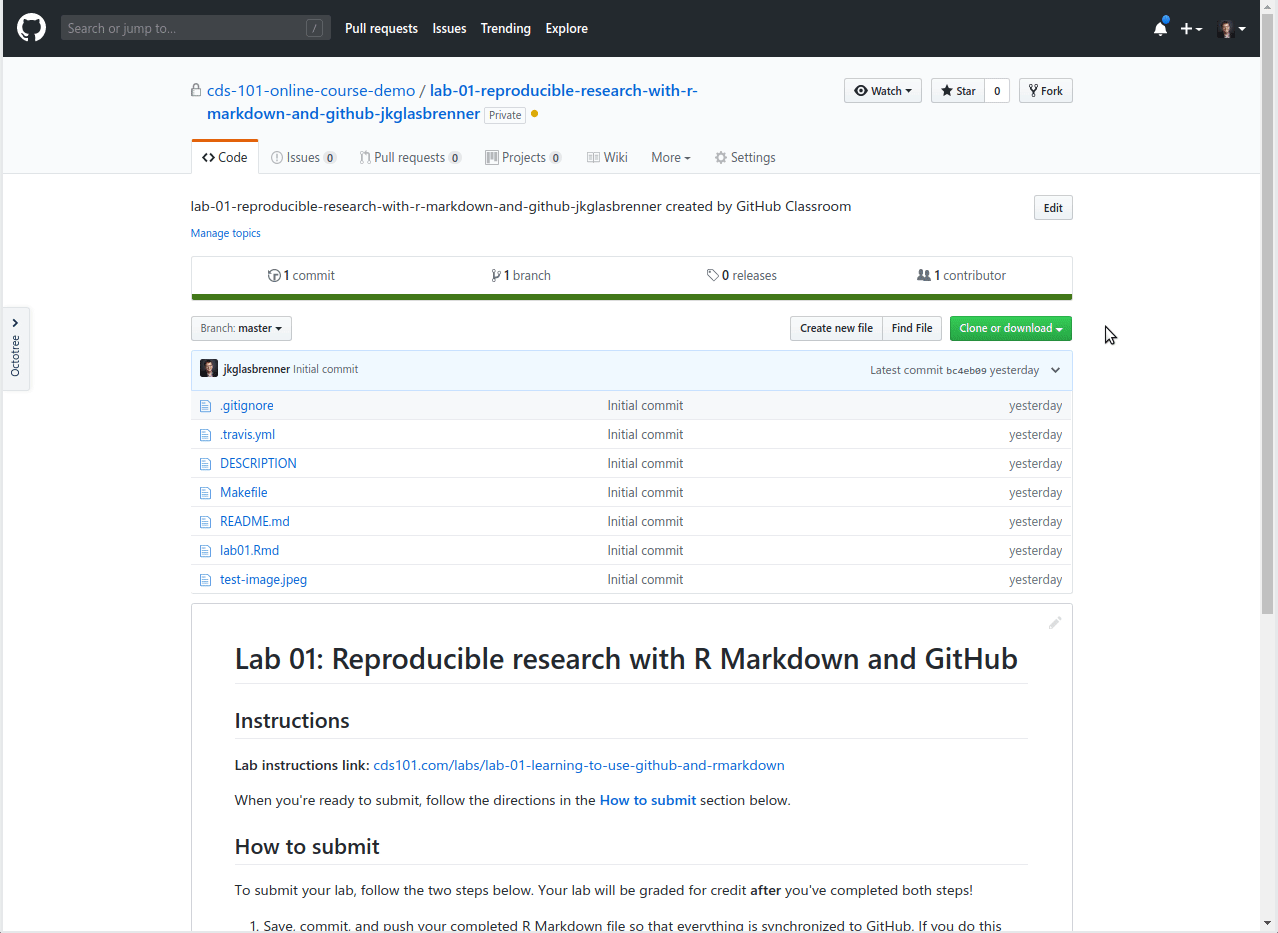 Search or jump to... / Pull requests Issues Trending Explore
cds-101-online-course-demo / lab-01-reproducible-research-with-r-
markdown-and-github-jkglasbrenner Private
Watch Star 0 Fork
Code Issues 0 Pull requests 0 Projects 0 Wiki More Settings
lab-01-reproducible-research-with-r-markdown-and-github-jkglasbrenner created by GitHub Classroom Edit
Manage topics
1 commit 1 branch 0 releases 1 contributor
Octotree
Branch: master Create new file Find File Clone or download
jkglasbrenner Initial commit Latest commit bc4eb09 yesterday
.gitignore Initial commit yesterday
.travis.yml Initial commit yesterday
DESCRIPTION Initial commit yesterday
Makefile Initial commit yesterday
README.md Initial commit yesterday
lab01.Rmd Initial commit yesterday
test-image.jpeg Initial commit yesterday
Lab 01: Reproducible research with R Markdown and GitHub
Instructions
Lab instructions link: cds101.com/labs/lab-01-learning-to-use-github-and-rmarkdown
When you're ready to submit, follow the directions in the How to submit section below.
How to submit
To submit your lab, follow the two steps below. Your lab will be graded for credit after you've completed both steps!
1. Save, commit, and push your completed R Markdown file so that everything is synchronized to GitHub. If you do this